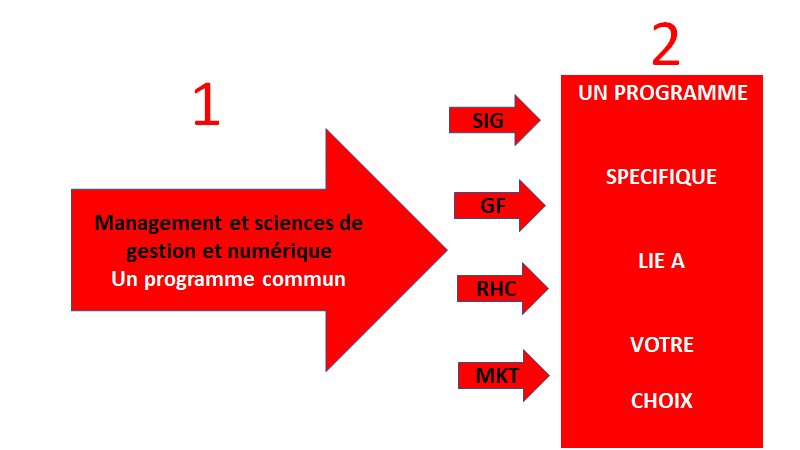 1
Management et sciences de
gestion et numérique
Un programme commun
SIG
GF
RHC
MKT
2
UN PROGRAMME
SPECIFIQUE
LIE A
VOTRE
CHOIX